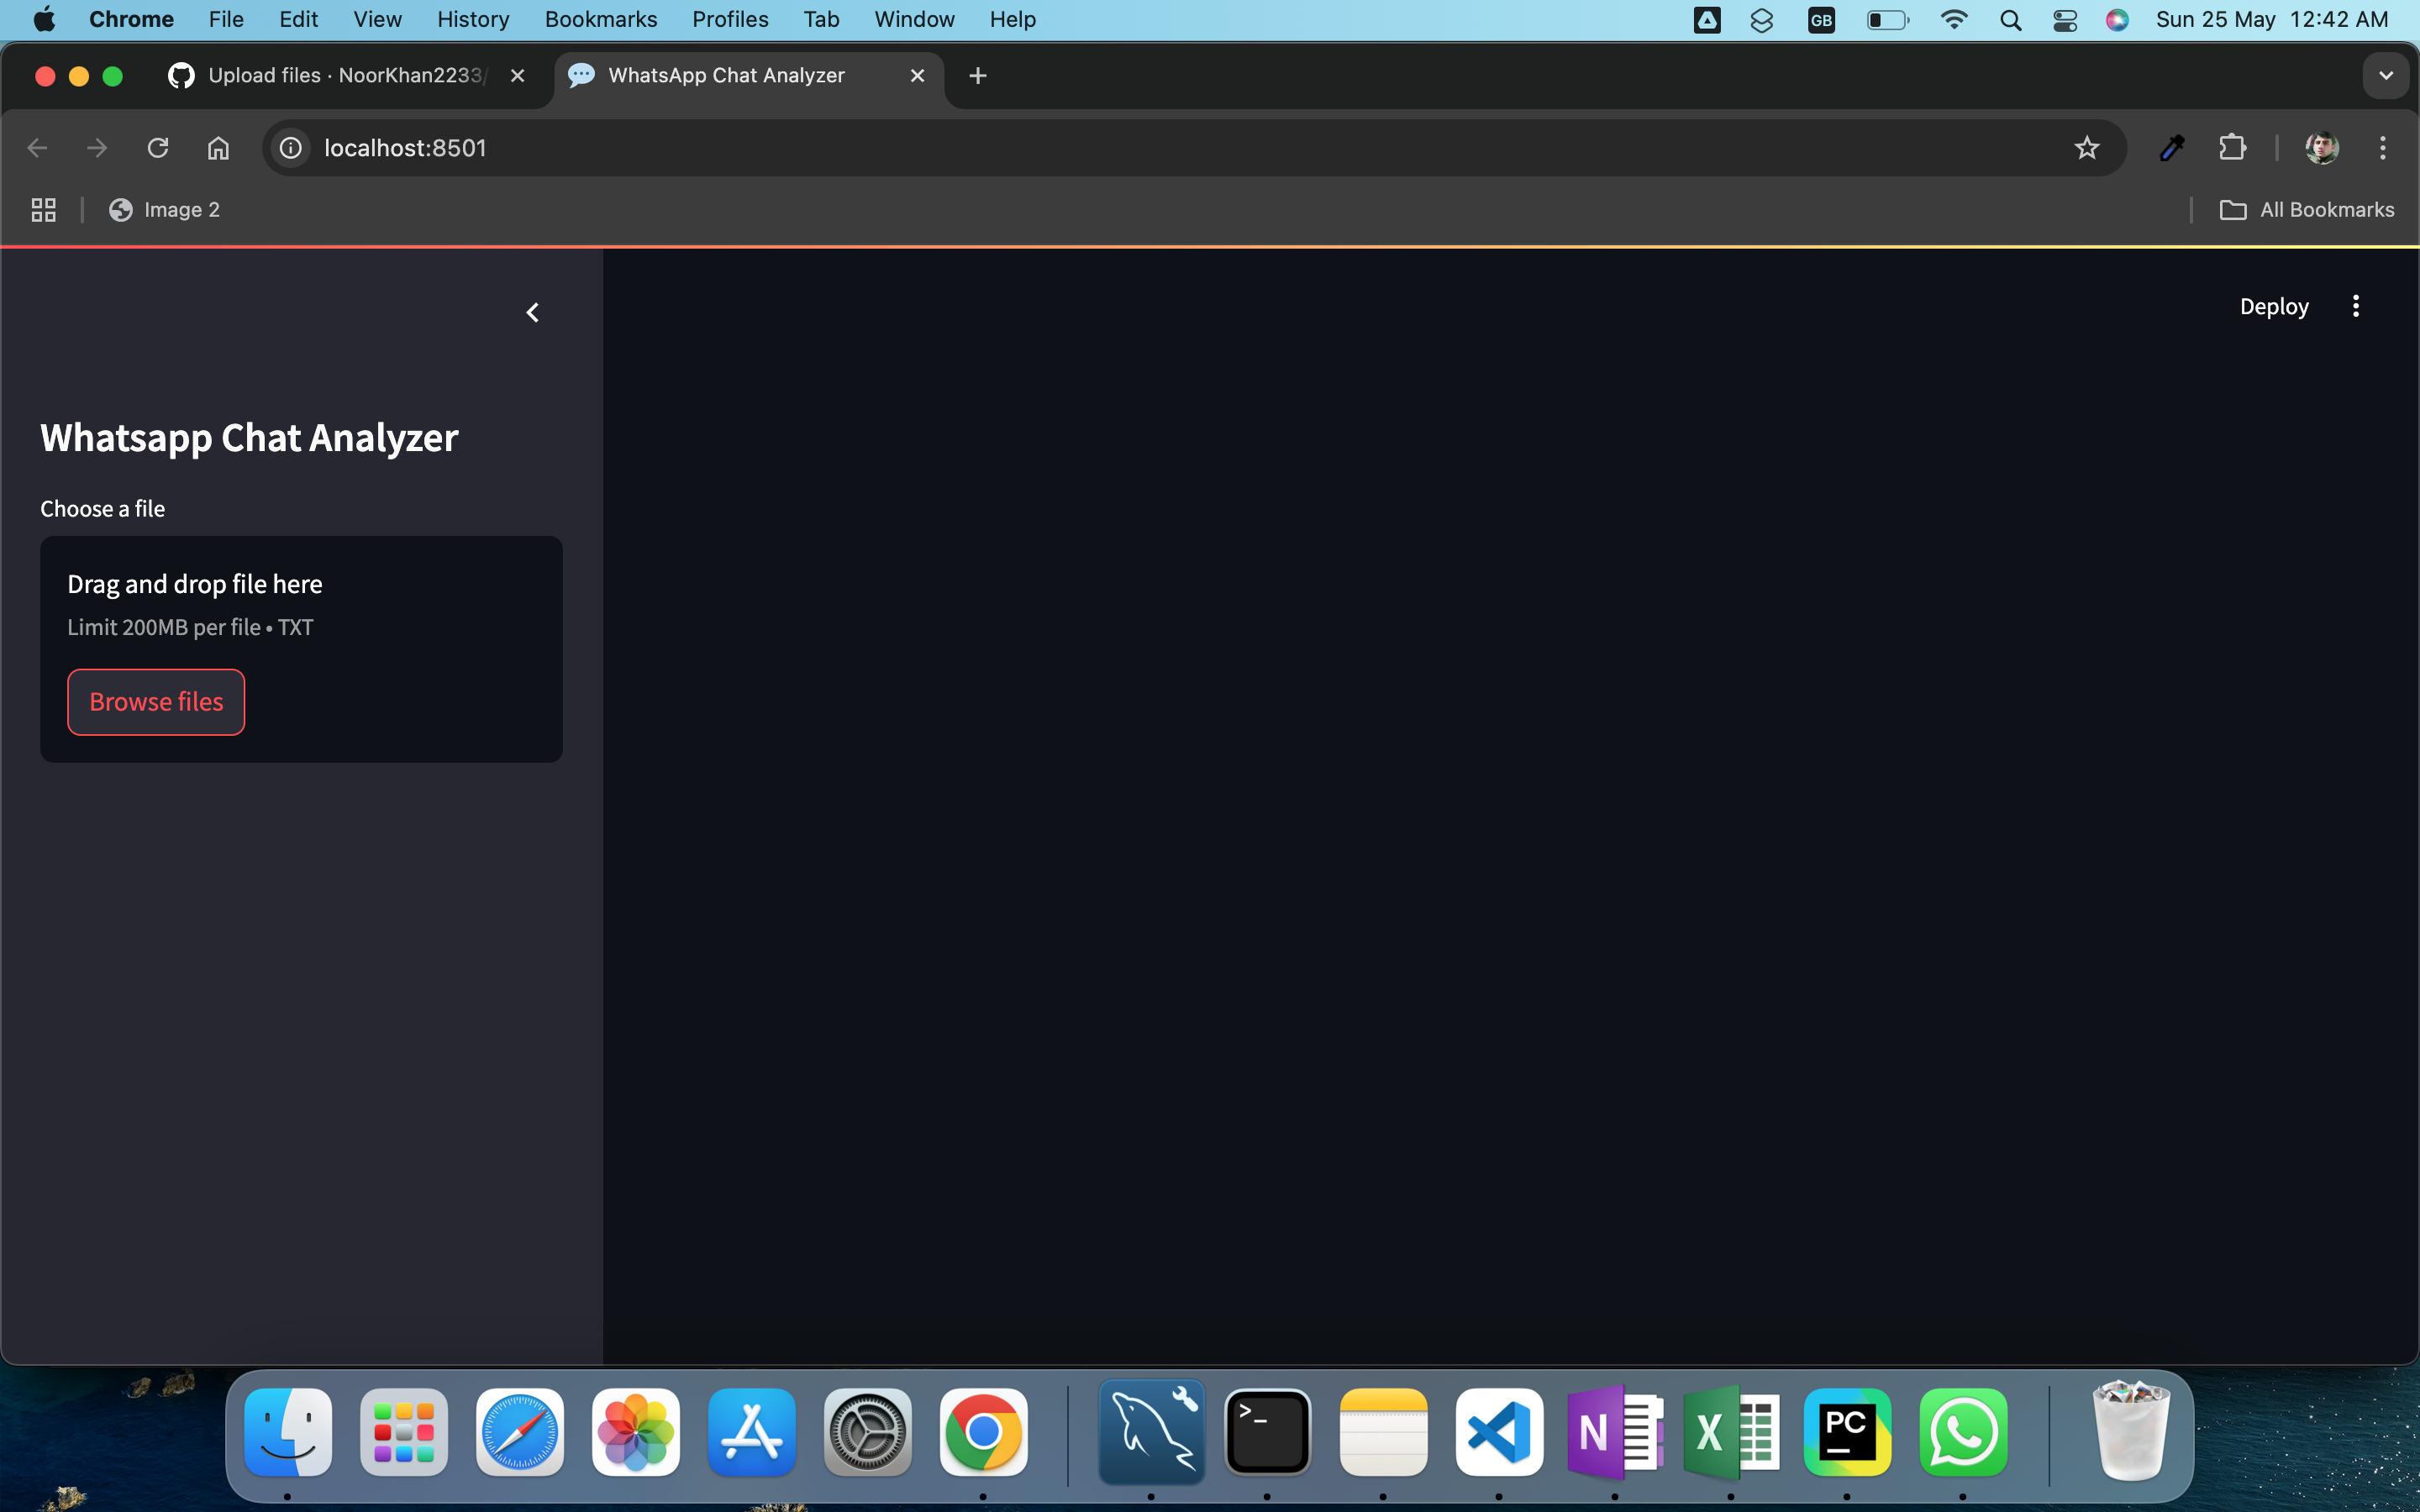 Chrome File Edit View History Bookmarks Profiles Tab Window Help GB Sun 25 May 12:42 AM
Upload files · NoorKhan2233/ WhatsApp Chat Analyzer
localhost:8501
Image 2 All Bookmarks
Deploy
Whatsapp Chat Analyzer
Choose a file
Drag and drop file here
Limit 200MB per file • TXT
Browse files
>_ N X PC